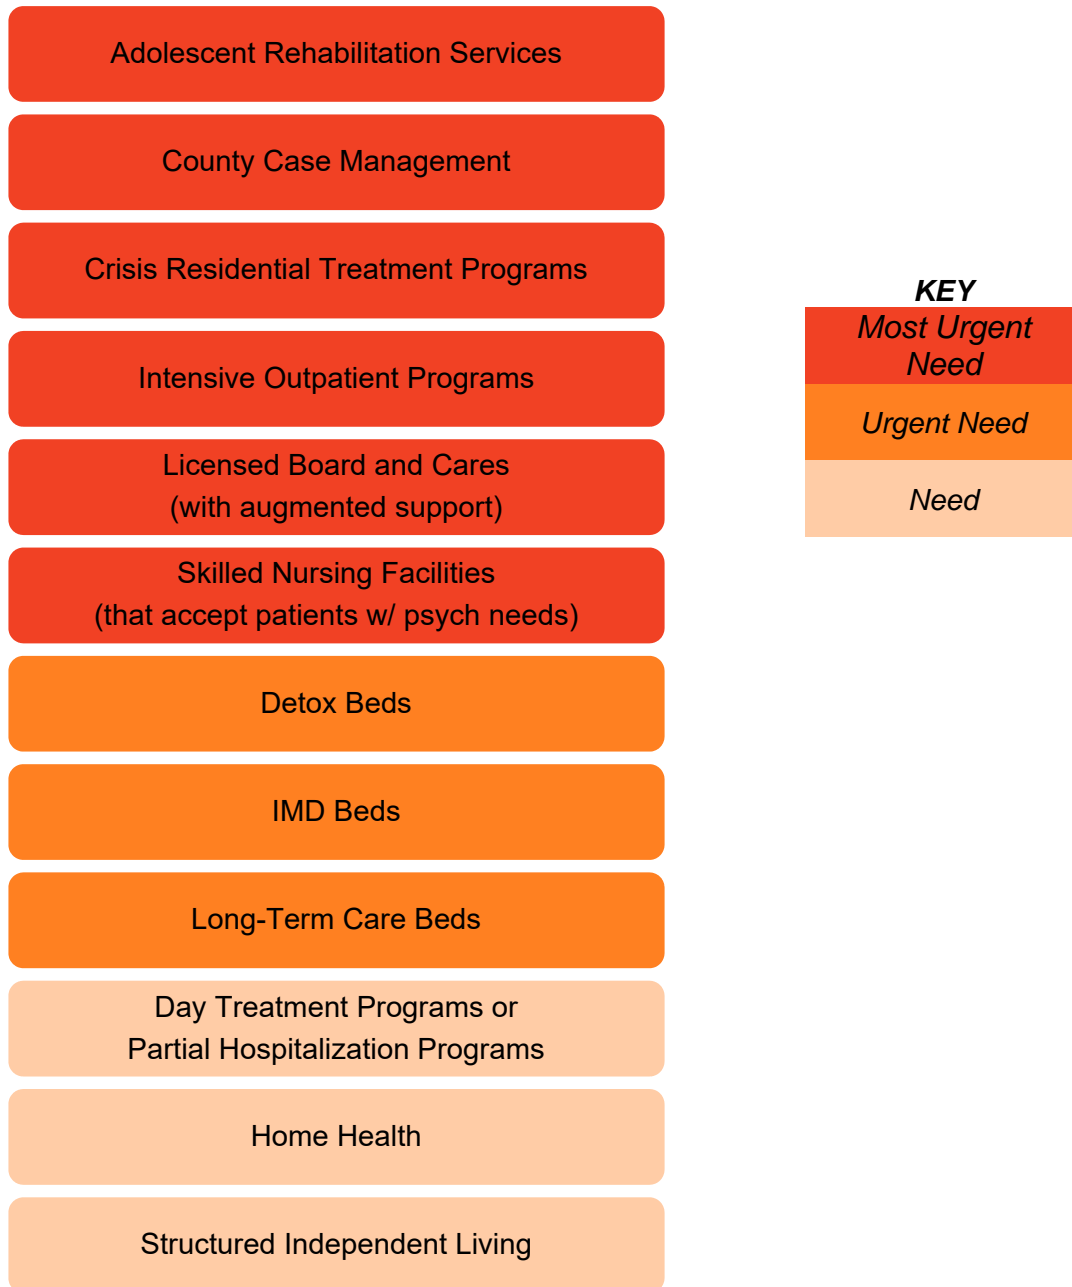 Adolescent Rehabilitation Services
County Case Management
Crisis Residential Treatment Programs
Intensive Outpatient Programs
Licensed Board and Cares
(with augmented support)
Skilled Nursing Facilities
(that accept patients w/ psych needs)
Detox Beds
IMD Beds
Long-Term Care Beds
Day Treatment Programs or
Partial Hospitalization Programs
Home Health
Structured Independent Living
KEY
Most Urgent
Need
Urgent Need
Need